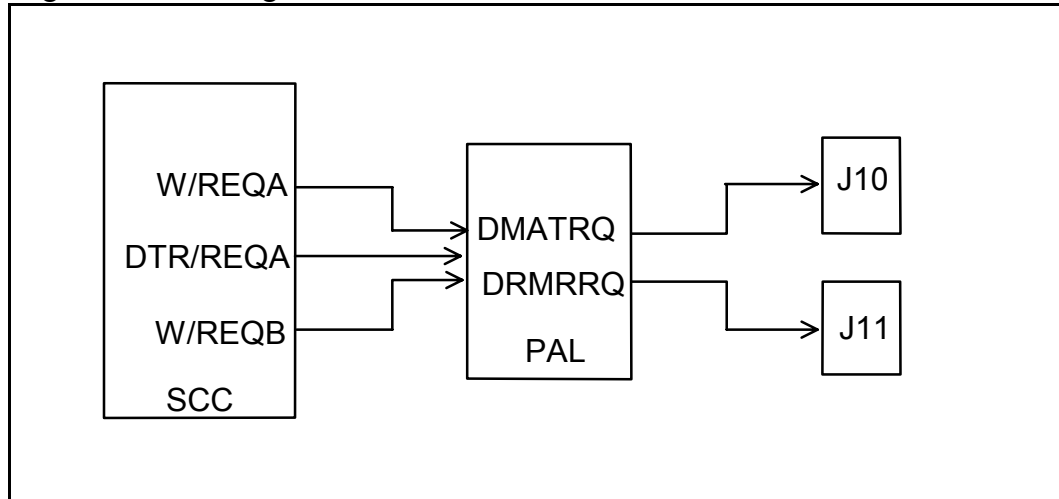 W/REQA
DTR/REQA
W/REQB
SCC
DMATRQ
DRMRRQ
PAL
J10
J11